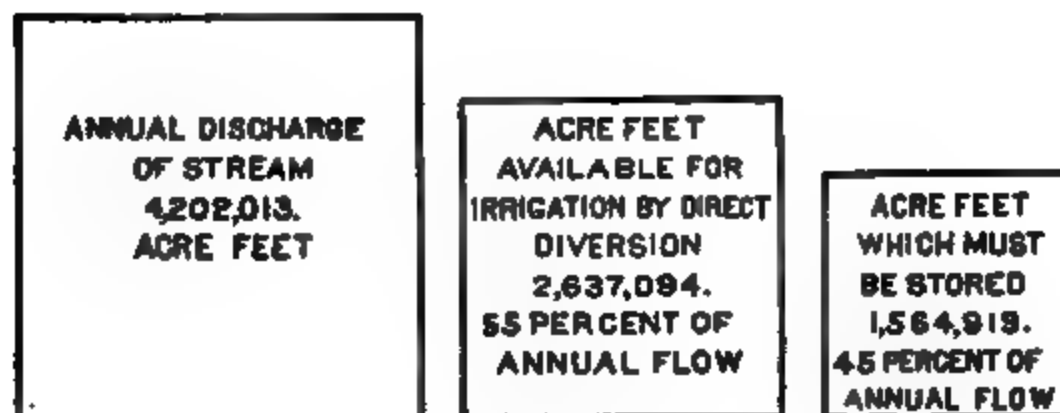 ANNUAL DISCHARGE
OF STREAM
4,202,013.
ACRE FEET
ACRE FEET
AVAILABLE FOR
IRRIGATION BY DIRECT
DIVERSION
2,637,094.
55 PERCENT OF
ANNUAL FLOW
ACRE FEET
WHICH MUST
BE STORED
1,564,919.
45 PERCENT OF
ANNUAL FLOW